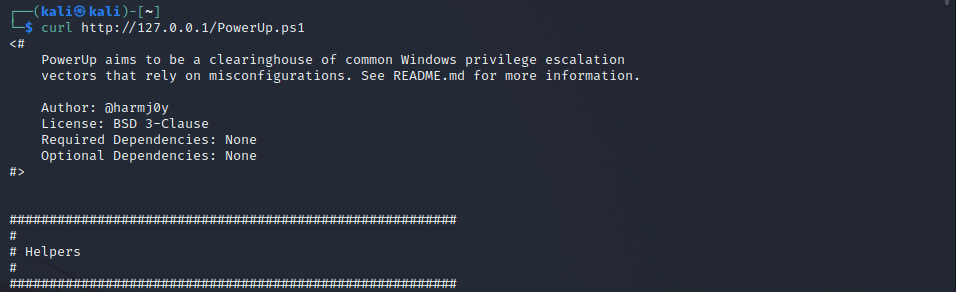 ┌──(kali㉿kali)-[~]
└─$ curl http://127.0.0.1/PowerUp.ps1
<#
    PowerUp aims to be a clearinghouse of common Windows privilege escalation
    vectors that rely on misconfigurations. See README.md for more information.

    Author: @harmj0y
    License: BSD 3-Clause
    Required Dependencies: None
    Optional Dependencies: None
#>

########################################################
#
# Helpers
#
########################################################